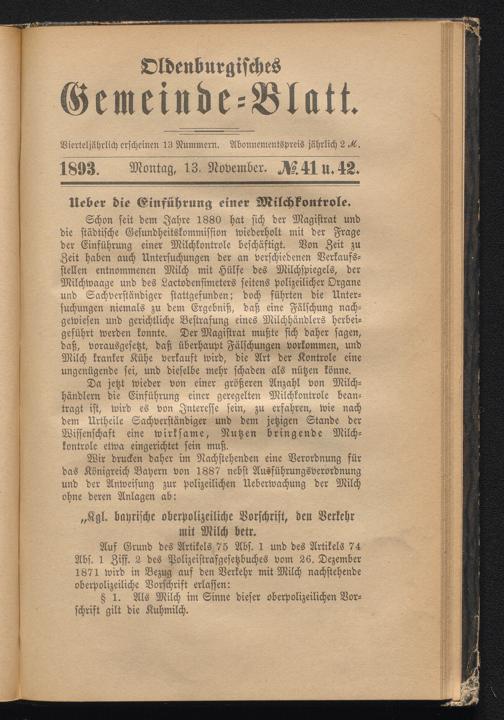 Oldenburgisches
Gemeinde-Blatt.
Vierteljährlich erscheinen 13 Nummern. Abonnementspreis jährlich 2 ℳ.
1893. Montag, 13. November. №. 41 u. 42.
Ueber die Einführung einer Milchkontrole.
Schon seit dem Jahre 1880 hat sich der Magistrat und
die städtische Gesundheitskommission wiederholt mit der Frage
der Einführung einer Milchkontrole beschäftigt. Von Zeit zu
Zeit haben auch Untersuchungen der an verschiedenen Verkaufs-
stellen entnommenen Milch mit Hülfe des Milchspiegels, der
Milchwaage und des Lactodensimeters seitens polizeilicher Organe
und Sachverständiger stattgefunden; doch führten die Unter-
suchungen niemals zu dem Ergebniß, daß eine Fälschung nach-
gewiesen und gerichtliche Bestrafung eines Milchhändlers herbei-
geführt werden konnte. Der Magistrat mußte sich daher sagen,
daß, vorausgesetzt, daß überhaupt Fälschungen vorkommen, und
Milch kranker Kühe verkauft wird, die Art der Kontrole eine
ungenügende sei, und dieselbe mehr schaden als nützen könne.
Da jetzt wieder von einer größeren Anzahl von Milch-
händlern die Einführung einer geregelten Milchkontrole bean-
tragt ist, wird es von Interesse sein, zu erfahren, wie nach
dem Urtheile Sachverständiger und dem jetzigen Stande der
Wissenschaft eine wirksame, Nutzen bringende Milch-
kontrole etwa eingerichtet sein muß.
Wir drucken daher im Nachstehenden eine Verordnung für
das Königreich Bayern von 1887 nebst Ausführungsverordnung
und der Anweisung zur polizeilichen Ueberwachung der Milch
ohne deren Anlagen ab:
„Kgl. bayrische oberpolizeiliche Vorschrift, den Verkehr
mit Milch betr.
Auf Grund des Artikels 75 Abs. 1 und des Artikels 74
Abs. 1 Ziff. 2 des Polizeistrafgesetzbuches vom 26. Dezember
1871 wird in Bezug auf den Verkehr mit Milch nachstehende
oberpolizeiliche Vorschrift erlassen:
§ 1. Als Milch im Sinne dieser oberpolizeilichen Vor-
schrift gilt die Kuhmilch.